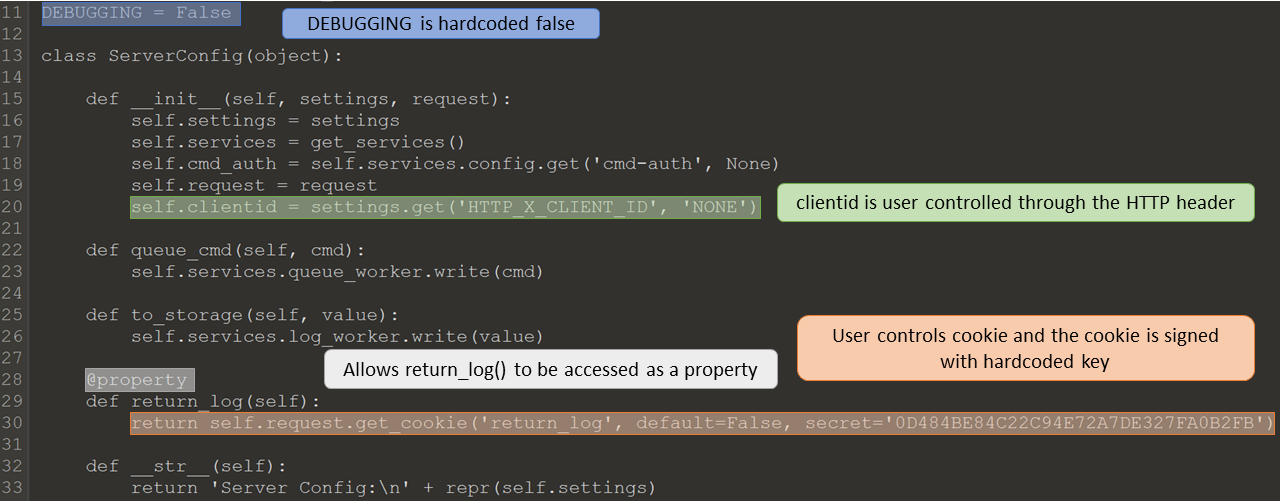 11 DEBUGGING = False
DEBUGGING is hardcoded false
12
13 class ServerConfig(object):
14
15     def __init__(self, settings, request):
16         self.settings = settings
17         self.services = get_services()
18         self.cmd_auth = self.services.config.get('cmd-auth', None)
19         self.request = request
20         self.clientid = settings.get('HTTP_X_CLIENT_ID', 'NONE')
clientid is user controlled through the HTTP header
21
22     def queue_cmd(self, cmd):
23         self.services.queue_worker.write(cmd)
24
25     def to_storage(self, value):
26         self.services.log_worker.write(value)
User controls cookie and the cookie is signed
with hardcoded key
27
Allows return_log() to be accessed as a property
28     @property
29     def return_log(self):
30         return self.request.get_cookie('return_log', default=False, secret='0D484BE84C22C94E72A7DE327FA0B2FB')
31
32     def __str__(self):
33         return 'Server Config:\n' + repr(self.settings)